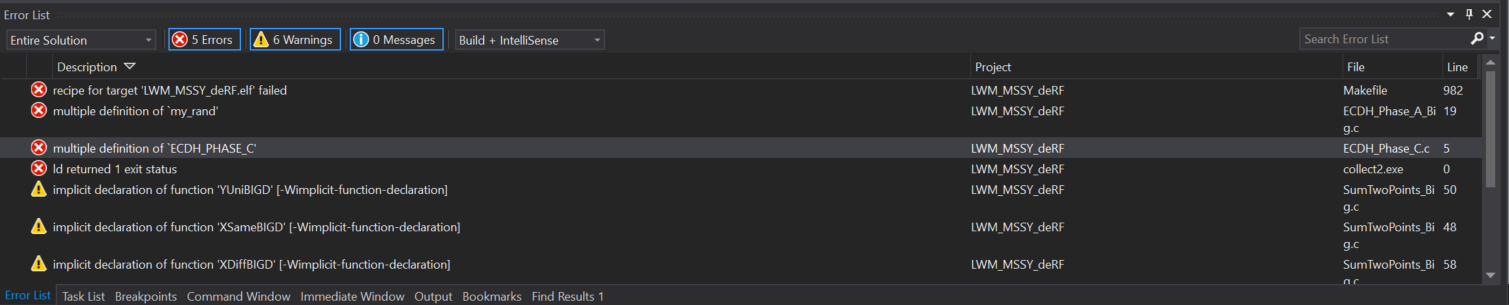 Error List
Entire Solution 5 Errors 6 Warnings 0 Messages Build + IntelliSense Search Error List
Description Project File Line
recipe for target 'LWM_MSSY_deRF.elf' failed LWM_MSSY_deRF Makefile 982
multiple definition of `my_rand' LWM_MSSY_deRF ECDH_Phase_A_Bi 19
g.c
multiple definition of `ECDH_PHASE_C' LWM_MSSY_deRF ECDH_Phase_C.c 5
ld returned 1 exit status LWM_MSSY_deRF collect2.exe 0
implicit declaration of function 'YUniBIGD' [-Wimplicit-function-declaration] LWM_MSSY_deRF SumTwoPoints_Bi 50
g.c
implicit declaration of function 'XSameBIGD' [-Wimplicit-function-declaration] LWM_MSSY_deRF SumTwoPoints_Bi 48
g.c
implicit declaration of function 'XDiffBIGD' [-Wimplicit-function-declaration] LWM_MSSY_deRF SumTwoPoints_Bi 58
g.c
Error List Task List Breakpoints Command Window Immediate Window Output Bookmarks Find Results 1